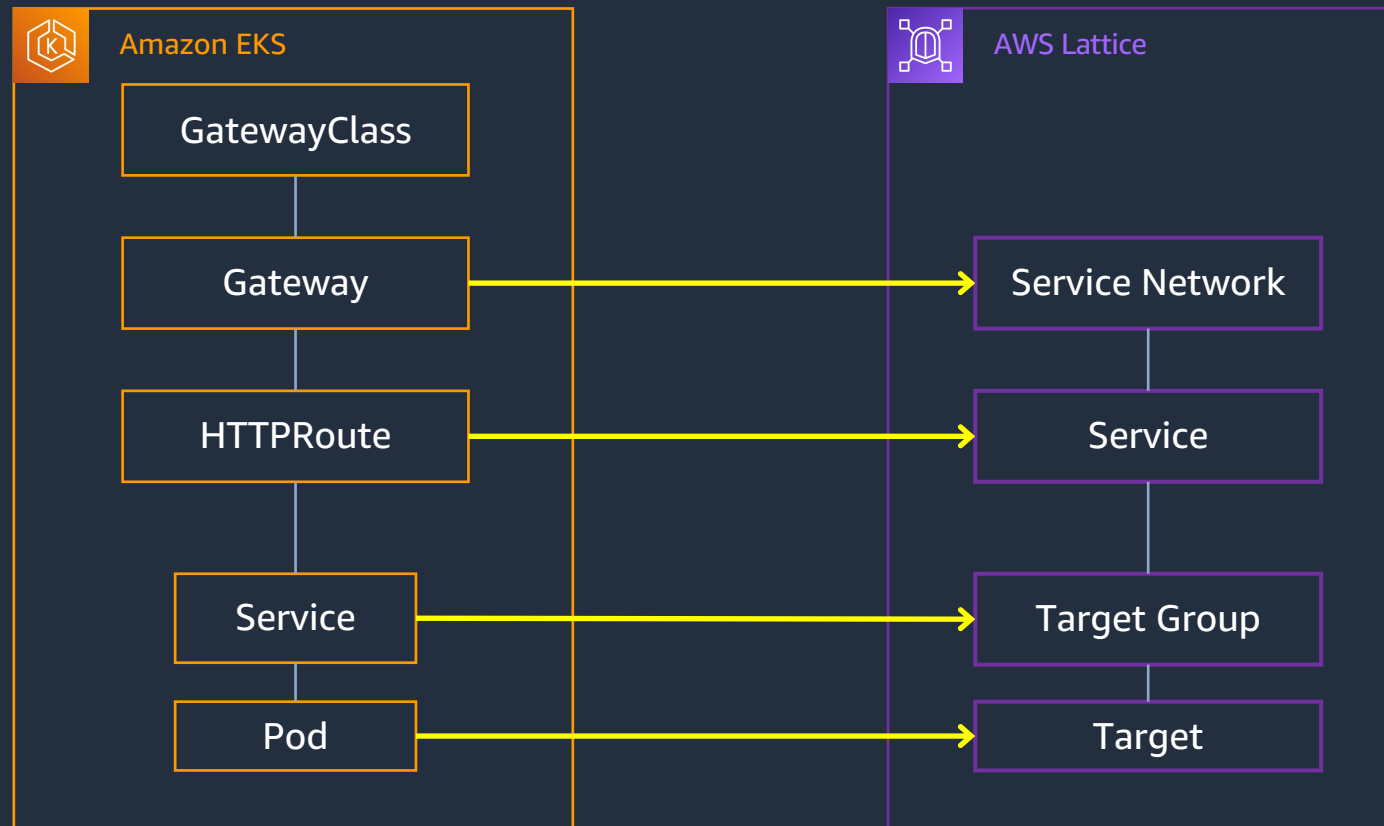 Amazon EKS
AWS Lattice
GatewayClass
Gateway
Service Network
HTTPRoute
Service
Service
Target Group
Pod
Target